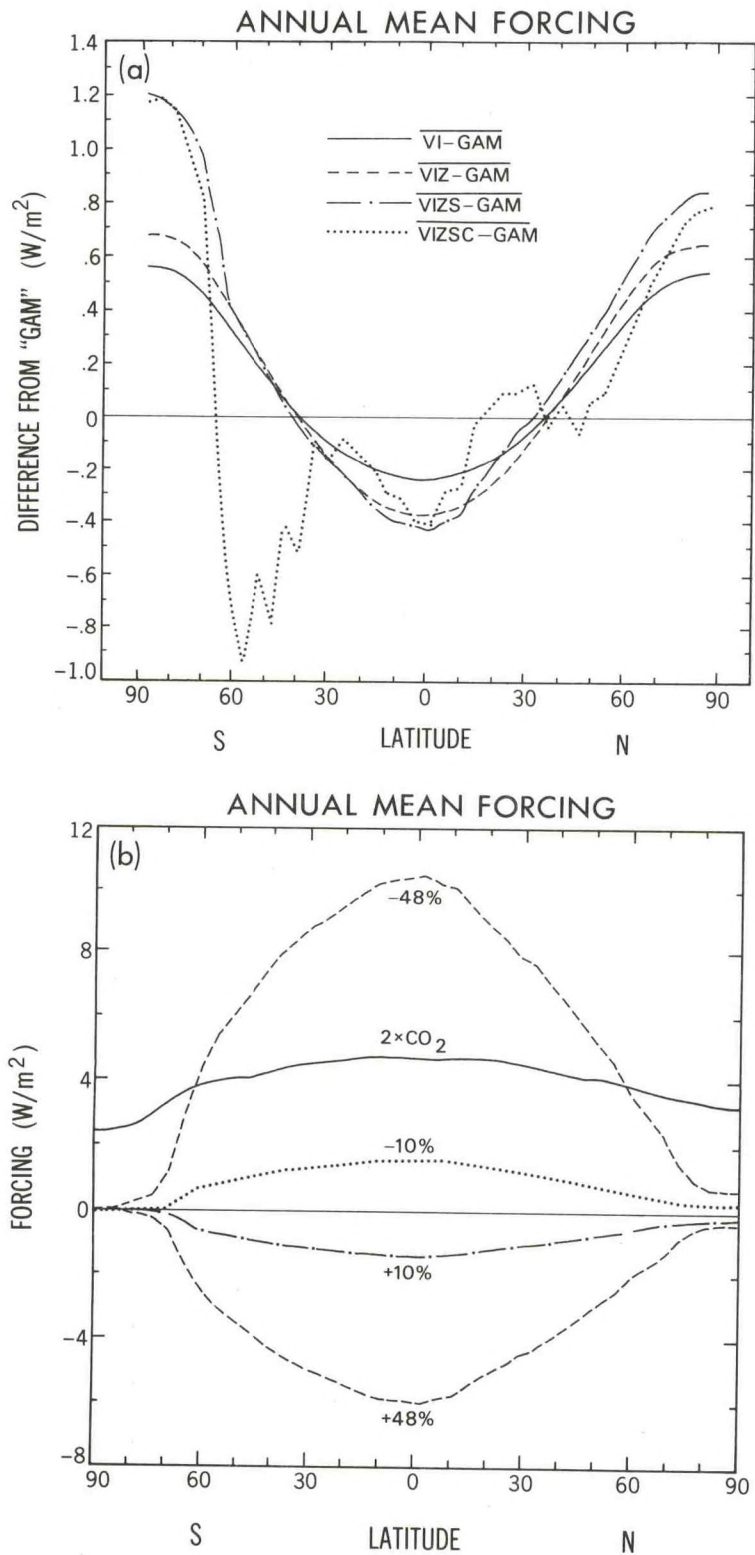 ANNUAL MEAN FORCING
(a)
1.4
1.2
1.0
.8
.6
.4
.2
0
-.2
-.4
-.6
-.8
-1.0
DIFFERENCE FROM "GAM" (W/m²)
VI-GAM
VIZ-GAM
VIZS-GAM
VIZSC-GAM
90 60 30 0 30 60 90
S LATITUDE N
ANNUAL MEAN FORCING
(b)
12
8
4
0
-4
-8
FORCING (W/m²)
-48%
2×CO₂
-10%
+10%
+48%
90 60 30 0 30 60 90
S LATITUDE N